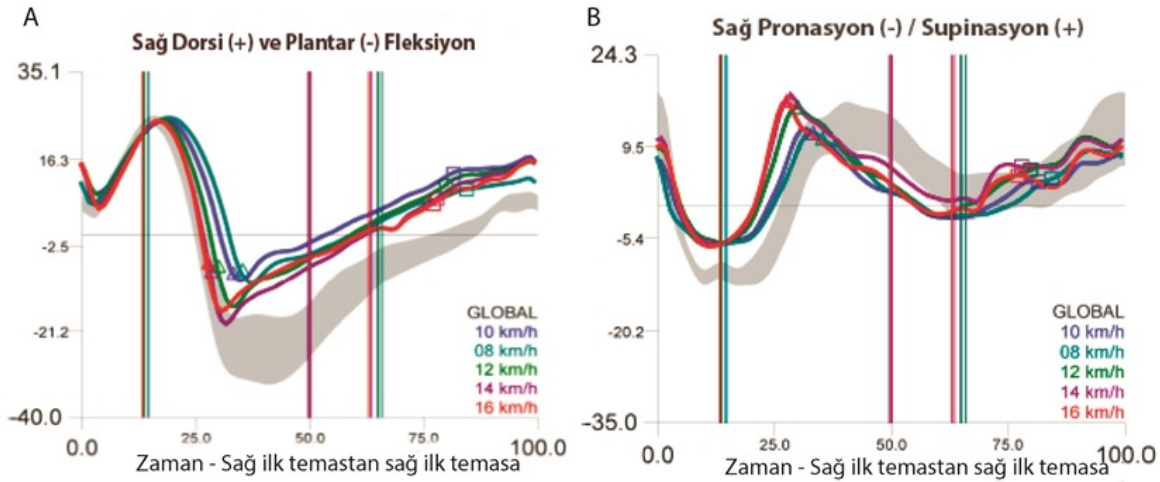 A
Sağ Dorsi (+) ve Plantar (-) Fleksiyon
35.1
16.3
-2.5
-21.2
-40.0
GLOBAL
10 km/h
08 km/h
12 km/h
14 km/h
16 km/h
0.0 25.0 50.0 75.0 100.0
Zaman - Sağ ilk temastan sağ ilk temasa
B
Sağ Pronasyon (-) / Supinasyon (+)
24.3
9.5
-5.4
-20.2
-35.0
GLOBAL
10 km/h
08 km/h
12 km/h
14 km/h
16 km/h
0.0 25.0 50.0 75.0 100.0
Zaman - Sağ ilk temastan sağ ilk temasa